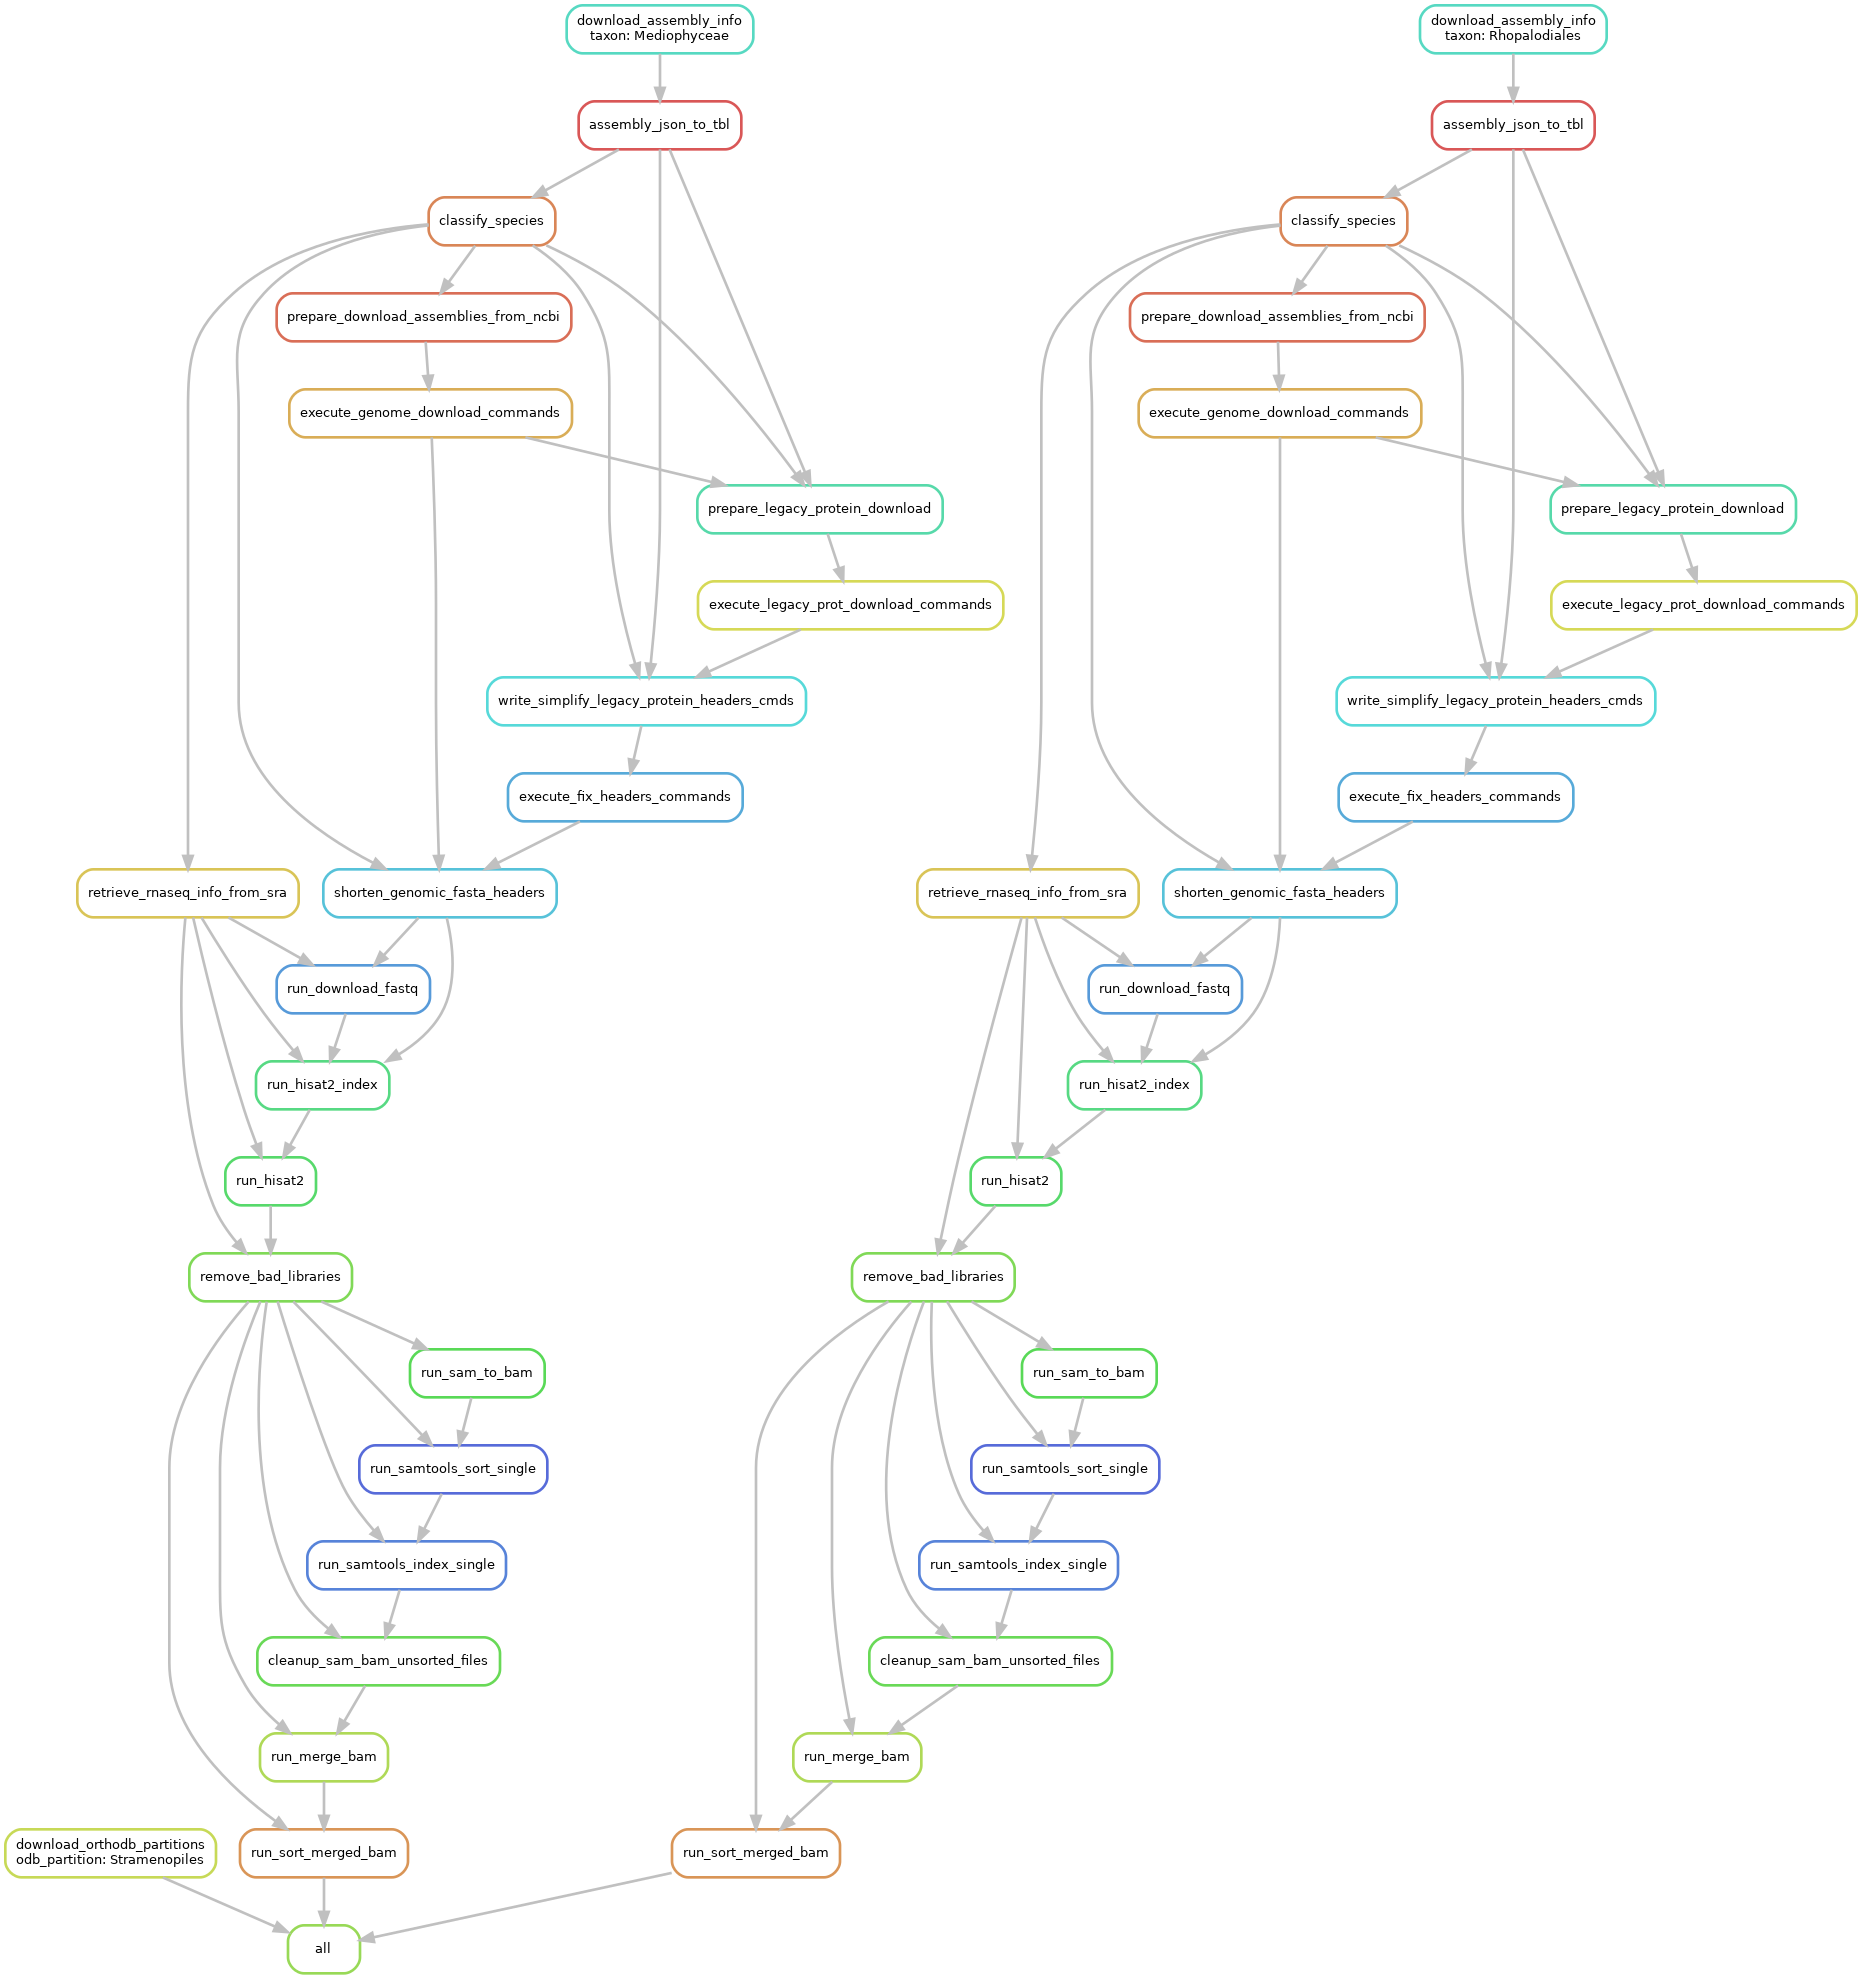 download_assembly_info
taxon: Mediophyceae
download_assembly_info
taxon: Rhopalodiales
assembly_json_to_tbl
assembly_json_to_tbl
classify_species
classify_species
prepare_download_assemblies_from_ncbi
prepare_download_assemblies_from_ncbi
execute_genome_download_commands
execute_genome_download_commands
prepare_legacy_protein_download
prepare_legacy_protein_download
execute_legacy_prot_download_commands
execute_legacy_prot_download_commands
write_simplify_legacy_protein_headers_cmds
write_simplify_legacy_protein_headers_cmds
execute_fix_headers_commands
execute_fix_headers_commands
retrieve_rnaseq_info_from_sra
shorten_genomic_fasta_headers
retrieve_rnaseq_info_from_sra
shorten_genomic_fasta_headers
run_download_fastq
run_download_fastq
run_hisat2_index
run_hisat2_index
run_hisat2
run_hisat2
remove_bad_libraries
remove_bad_libraries
run_sam_to_bam
run_sam_to_bam
run_samtools_sort_single
run_samtools_sort_single
run_samtools_index_single
run_samtools_index_single
cleanup_sam_bam_unsorted_files
cleanup_sam_bam_unsorted_files
run_merge_bam
run_merge_bam
download_orthodb_partitions
odb_partition: Stramenopiles
run_sort_merged_bam
run_sort_merged_bam
all